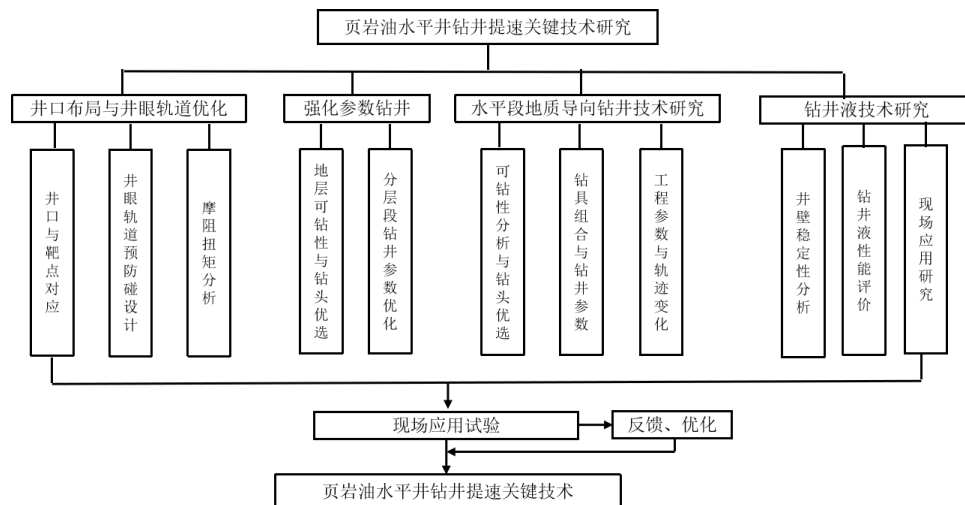 页岩油水平井钻井提速关键技术研究
井口布局与井眼轨道优化
强化参数钻井
水平段地质导向钻井技术研究
钻井液技术研究
井口与靶点对应
井眼轨道预防碰设计
摩阻扭矩分析
地层可钻性与钻头优选
分层段钻井参数优化
可钻性分析与钻头优选
钻具组合与钻井参数
工程参数与轨迹变化
井壁稳定性分析
钻井液性能评价
现场应用研究
现场应用试验
反馈、优化
页岩油水平井钻井提速关键技术